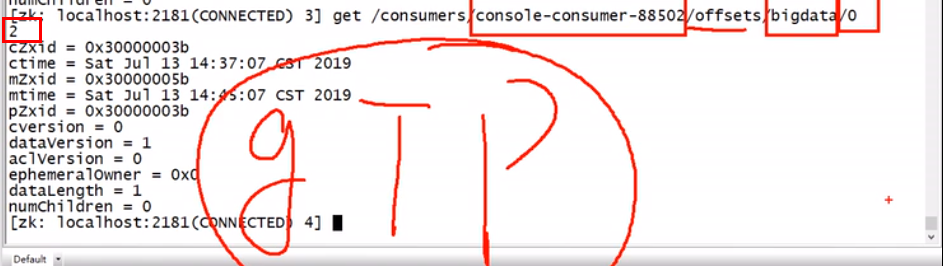 numChildren = 0
[zk: localhost:2181(CONNECTED) 3] get /consumers/console-consumer-88502/offsets/bigdata/0
2
cZxid = 0x30000003b
ctime = Sat Jul 13 14:37:07 CST 2019
mZxid = 0x30000005b
mtime = Sat Jul 13 14:45:07 CST 2019
pZxid = 0x30000003b
cversion = 0
dataVersion = 1
aclVersion = 0
ephemeralOwner = 0x0
dataLength = 1
numChildren = 0
[zk: localhost:2181(CONNECTED) 4]
g T P
Default